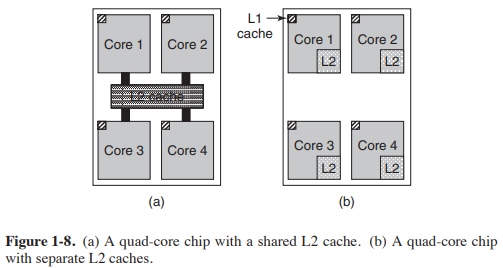 L1
cache
Core 1
Core 2
L2 cache
Core 3
Core 4
Core 1
L2
Core 2
L2
Core 3
L2
Core 4
L2
(a)
(b)
Figure 1-8. (a) A quad-core chip with a shared L2 cache. (b) A quad-core chip
with separate L2 caches.